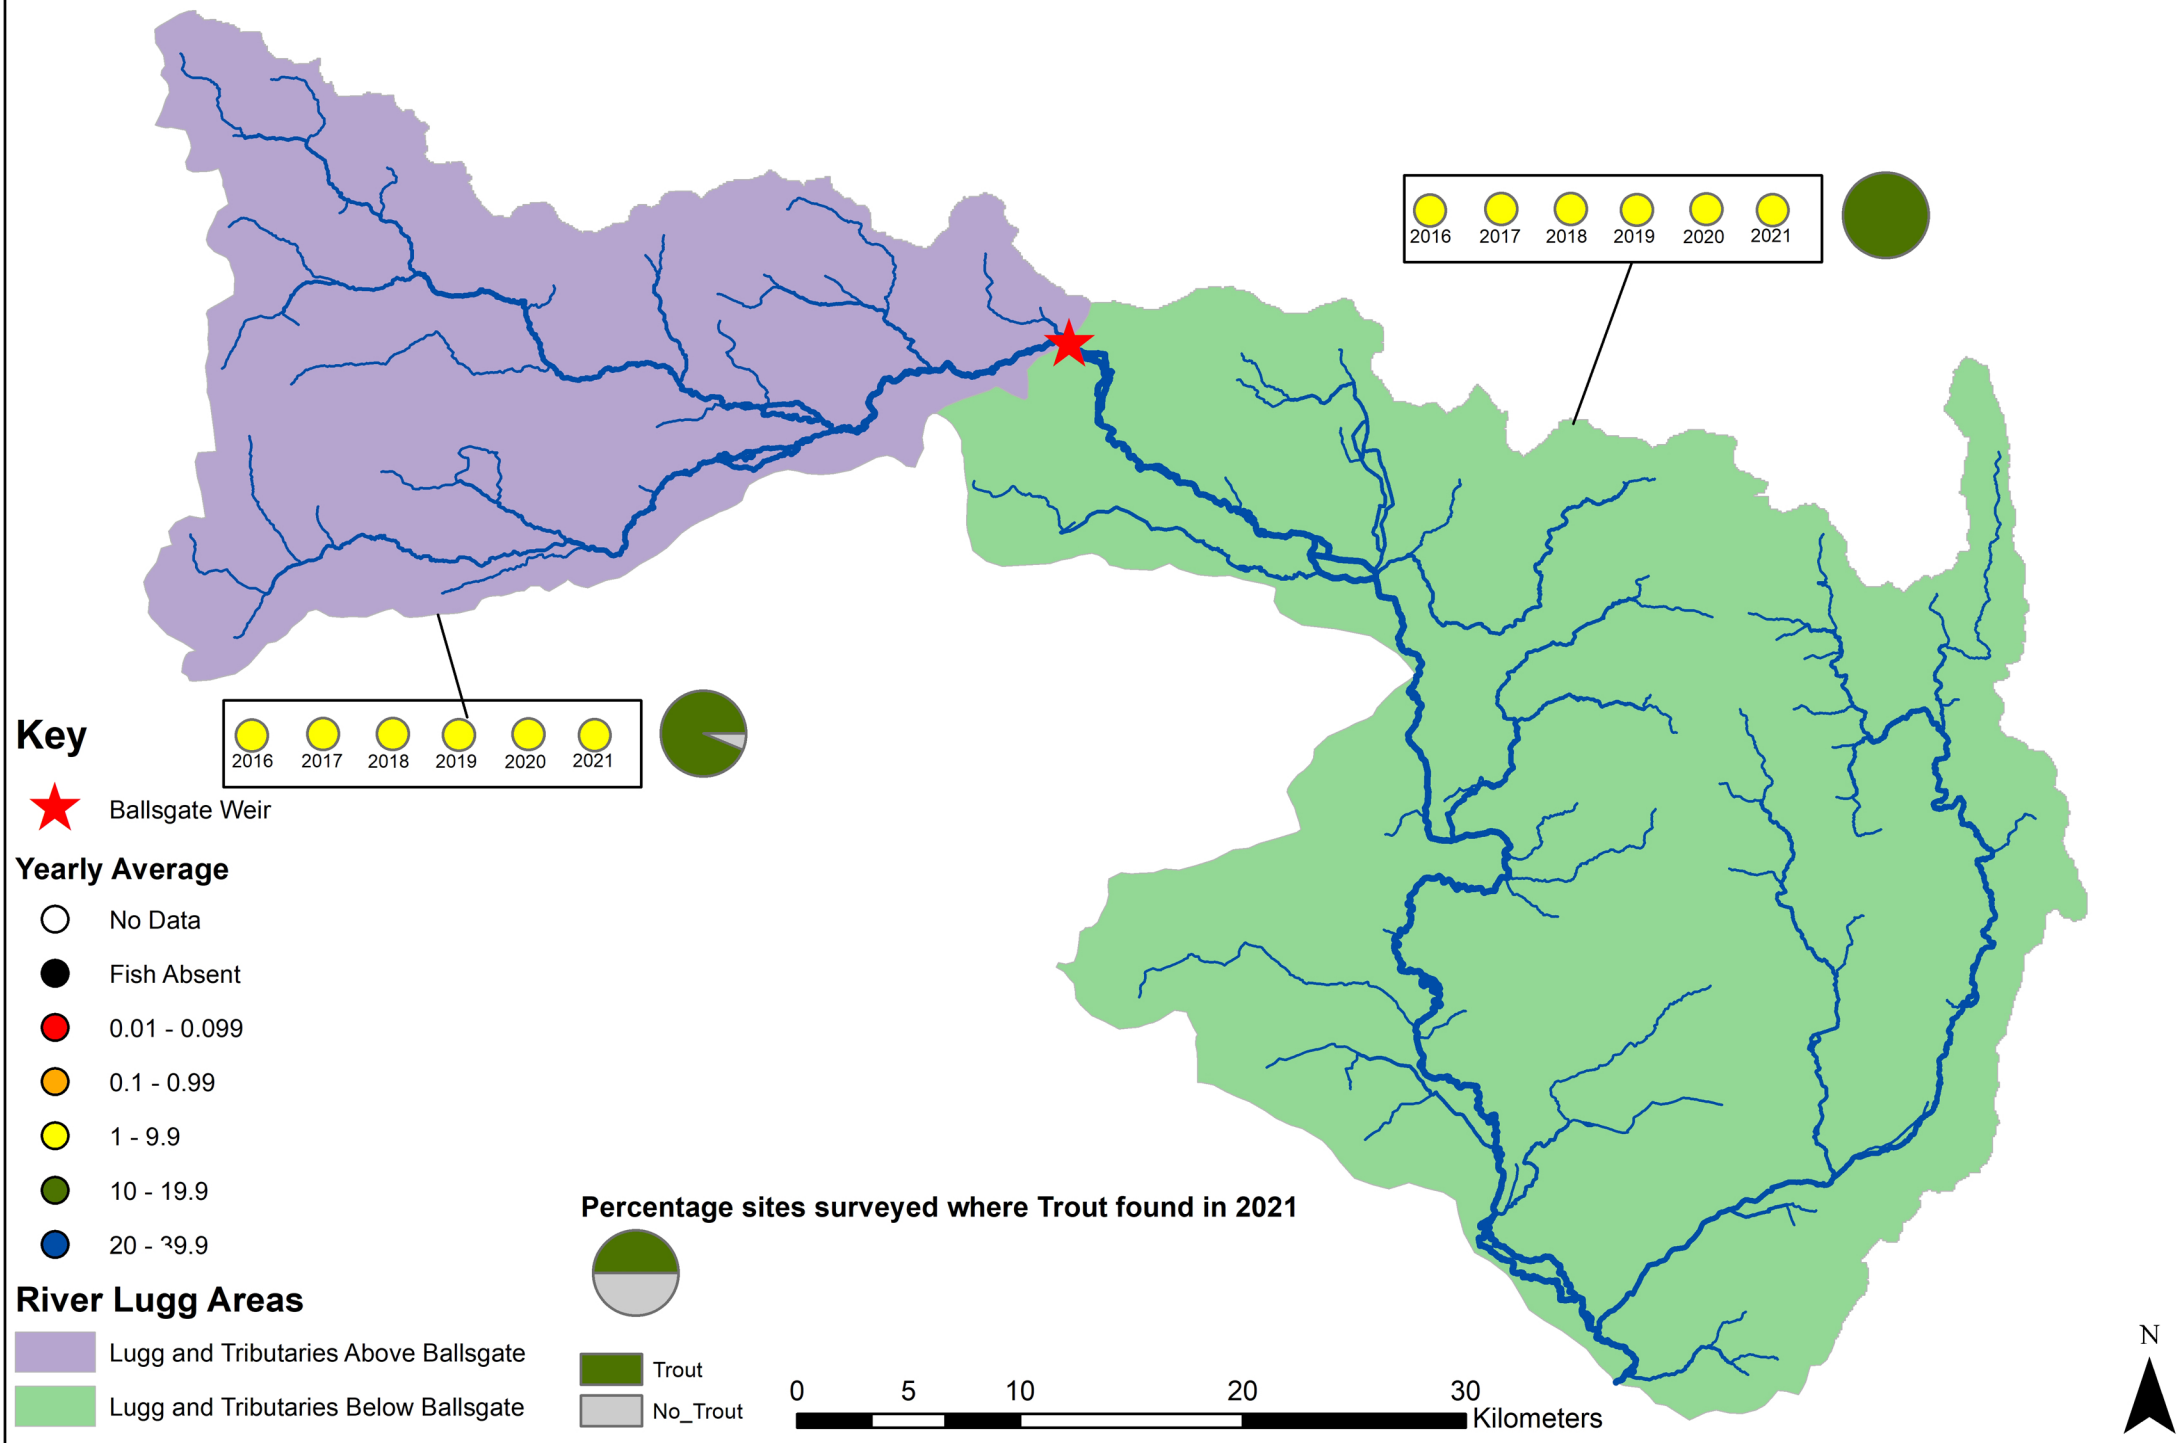 2016 2017 2018 2019 2020 2021
2016 2017 2018 2019 2020 2021
Key
Ballsgate Weir
Yearly Average
No Data
Fish Absent
0.01 - 0.099
0.1 - 0.99
1 - 9.9
10 - 19.9
20 - 39.9
River Lugg Areas
Lugg and Tributaries Above Ballsgate
Lugg and Tributaries Below Ballsgate
Percentage sites surveyed where Trout found in 2021
Trout
No_Trout
0 5 10 20 30
Kilometers
N